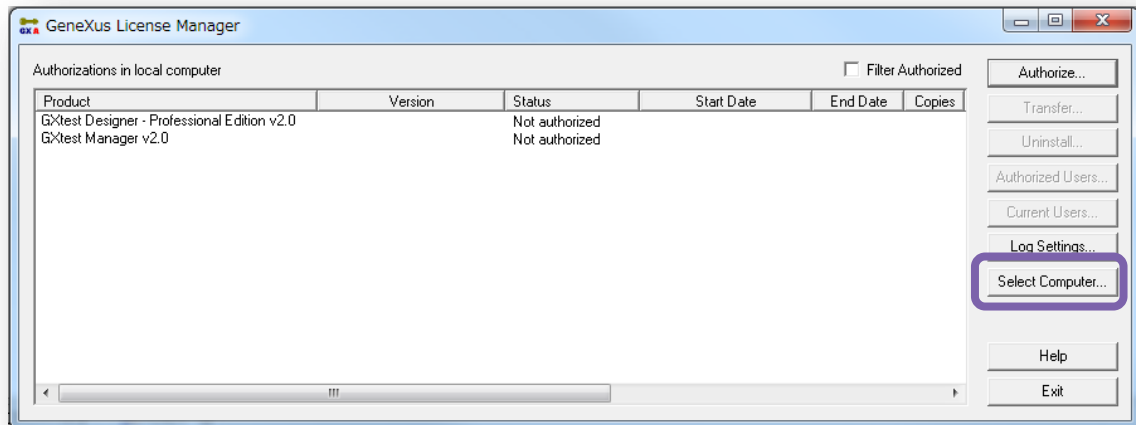 GeneXus License Manager
Authorizations in local computer
Filter Authorized
Product Version Status Start Date End Date Copies
GXtest Designer - Professional Edition v2.0 Not authorized
GXtest Manager v2.0 Not authorized
Authorize...
Transfer...
Uninstall...
Authorized Users...
Current Users...
Log Settings...
Select Computer...
Help
Exit